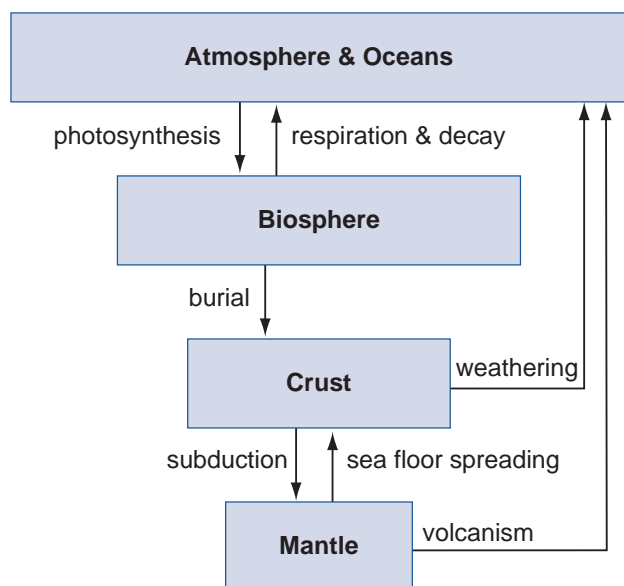 Atmosphere & Oceans
photosynthesis
respiration & decay
Biosphere
burial
Crust
weathering
subduction
sea floor spreading
Mantle
volcanism